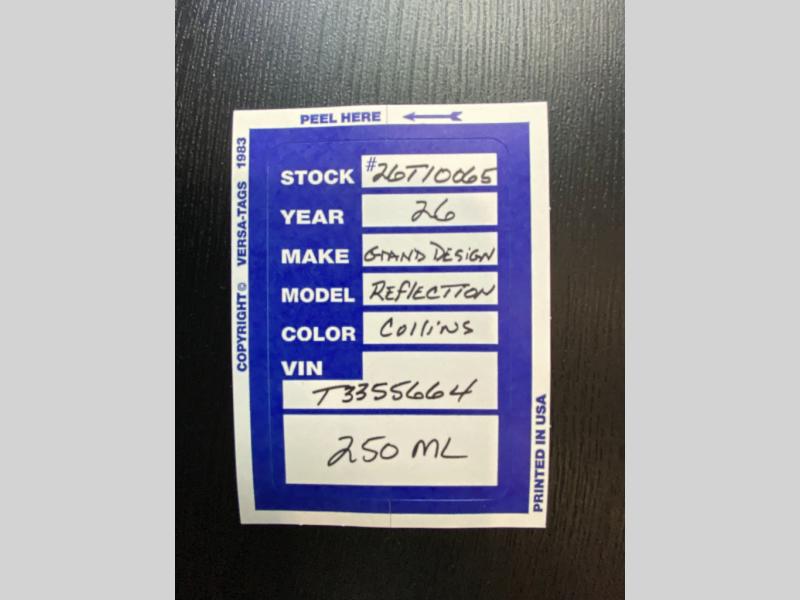 PEEL HERE
COPYRIGHT © VERSA-TAGS 1983
STOCK #26T10065
YEAR 26
MAKE GRAND DESIGN
MODEL REFLECTION
COLOR COllINS
VIN
T3355664
250 ML
PRINTED IN USA